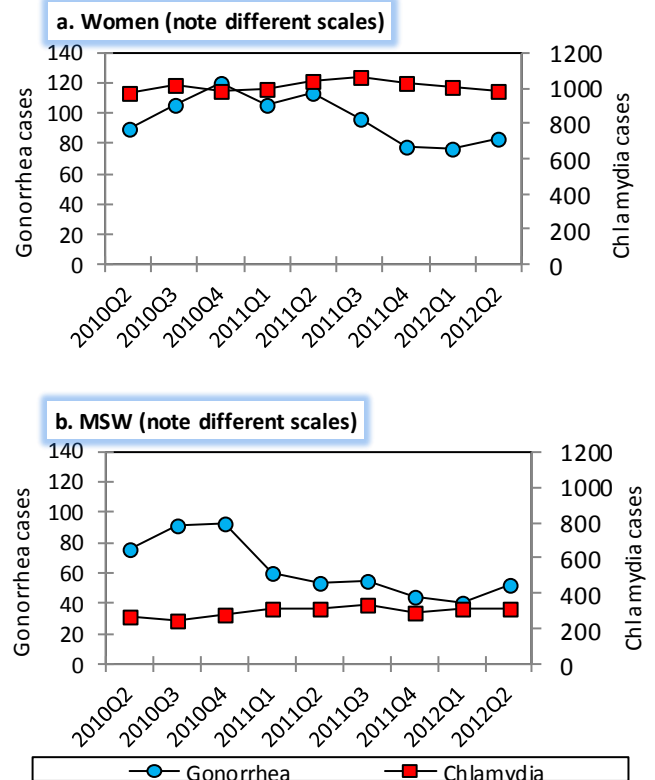 a. Women (note different scales)
Gonorrhea cases
140
120
100
80
60
40
20
0
1200
1000
800
600
400
200
0
Chlamydia cases
2010Q2
2010Q3
2010Q4
2011Q1
2011Q2
2011Q3
2011Q4
2012Q1
2012Q2
b. MSW (note different scales)
Gonorrhea cases
140
120
100
80
60
40
20
0
1200
1000
800
600
400
200
0
Chlamydia cases
2010Q2
2010Q3
2010Q4
2011Q1
2011Q2
2011Q3
2011Q4
2012Q1
2012Q2
Gonorrhea Chlamydia